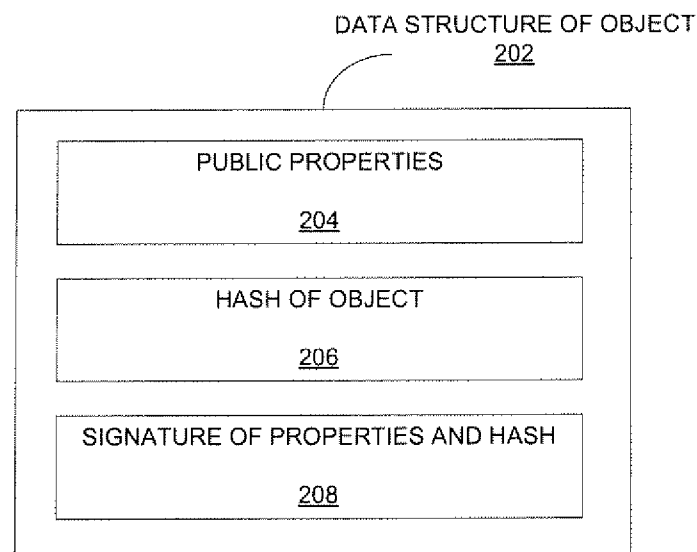 DATA STRUCTURE OF OBJECT
202
PUBLIC PROPERTIES
204
HASH OF OBJECT
206
SIGNATURE OF PROPERTIES AND HASH
208